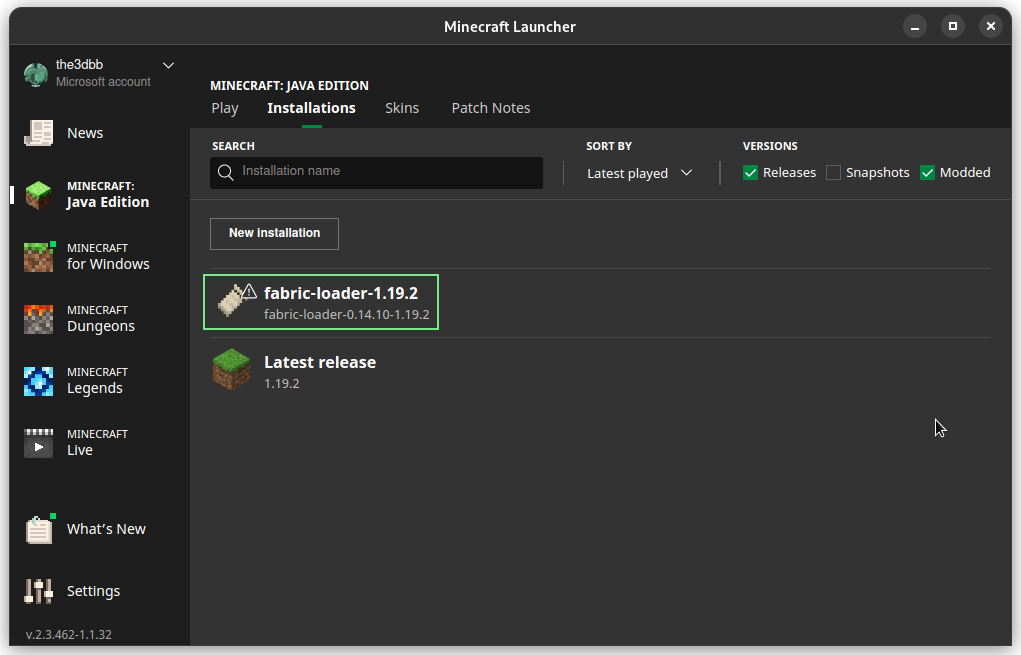 Minecraft Launcher
the3dbb
Microsoft account
News
MINECRAFT:
Java Edition
MINECRAFT
for Windows
MINECRAFT
Dungeons
MINECRAFT
Legends
MINECRAFT
Live
What's New
Settings
v.2.3.462-1.1.32
MINECRAFT: JAVA EDITION
Play Installations Skins Patch Notes
SEARCH SORT BY VERSIONS
Installation name Latest played Releases Snapshots Modded
New installation
fabric-loader-1.19.2
fabric-loader-0.14.10-1.19.2
Latest release
1.19.2